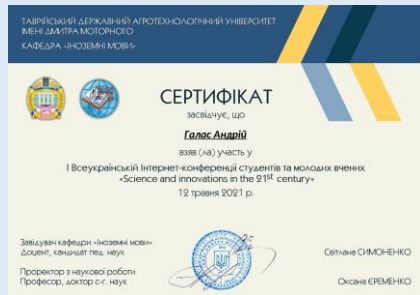 ТАВРІЙСЬКИЙ ДЕРЖАВНИЙ АГРОТЕХНОЛОГІЧНИЙ УНІВЕРСИТЕТ
ІМЕНІ ДМИТРА МОТОРНОГО
КАФЕДРА «ІНОЗЕМНІ МОВИ»
СЕРТИФІКАТ
засвідчує, що
Галас Андрій
взяв (ла) участь у
І Всеукраїнській Інтернет-конференції студентів та молодих вчених
«Science and innovations in the 21st century»
12 травня 2021 р.
Завідувач кафедри «Іноземні мови»
Доцент, кандидат пед. наук
Світлана СИМОНЕНКО
Проректор з наукової роботи
Професор, доктор с-г. наук
Оксана ЄРЕМЕНКО